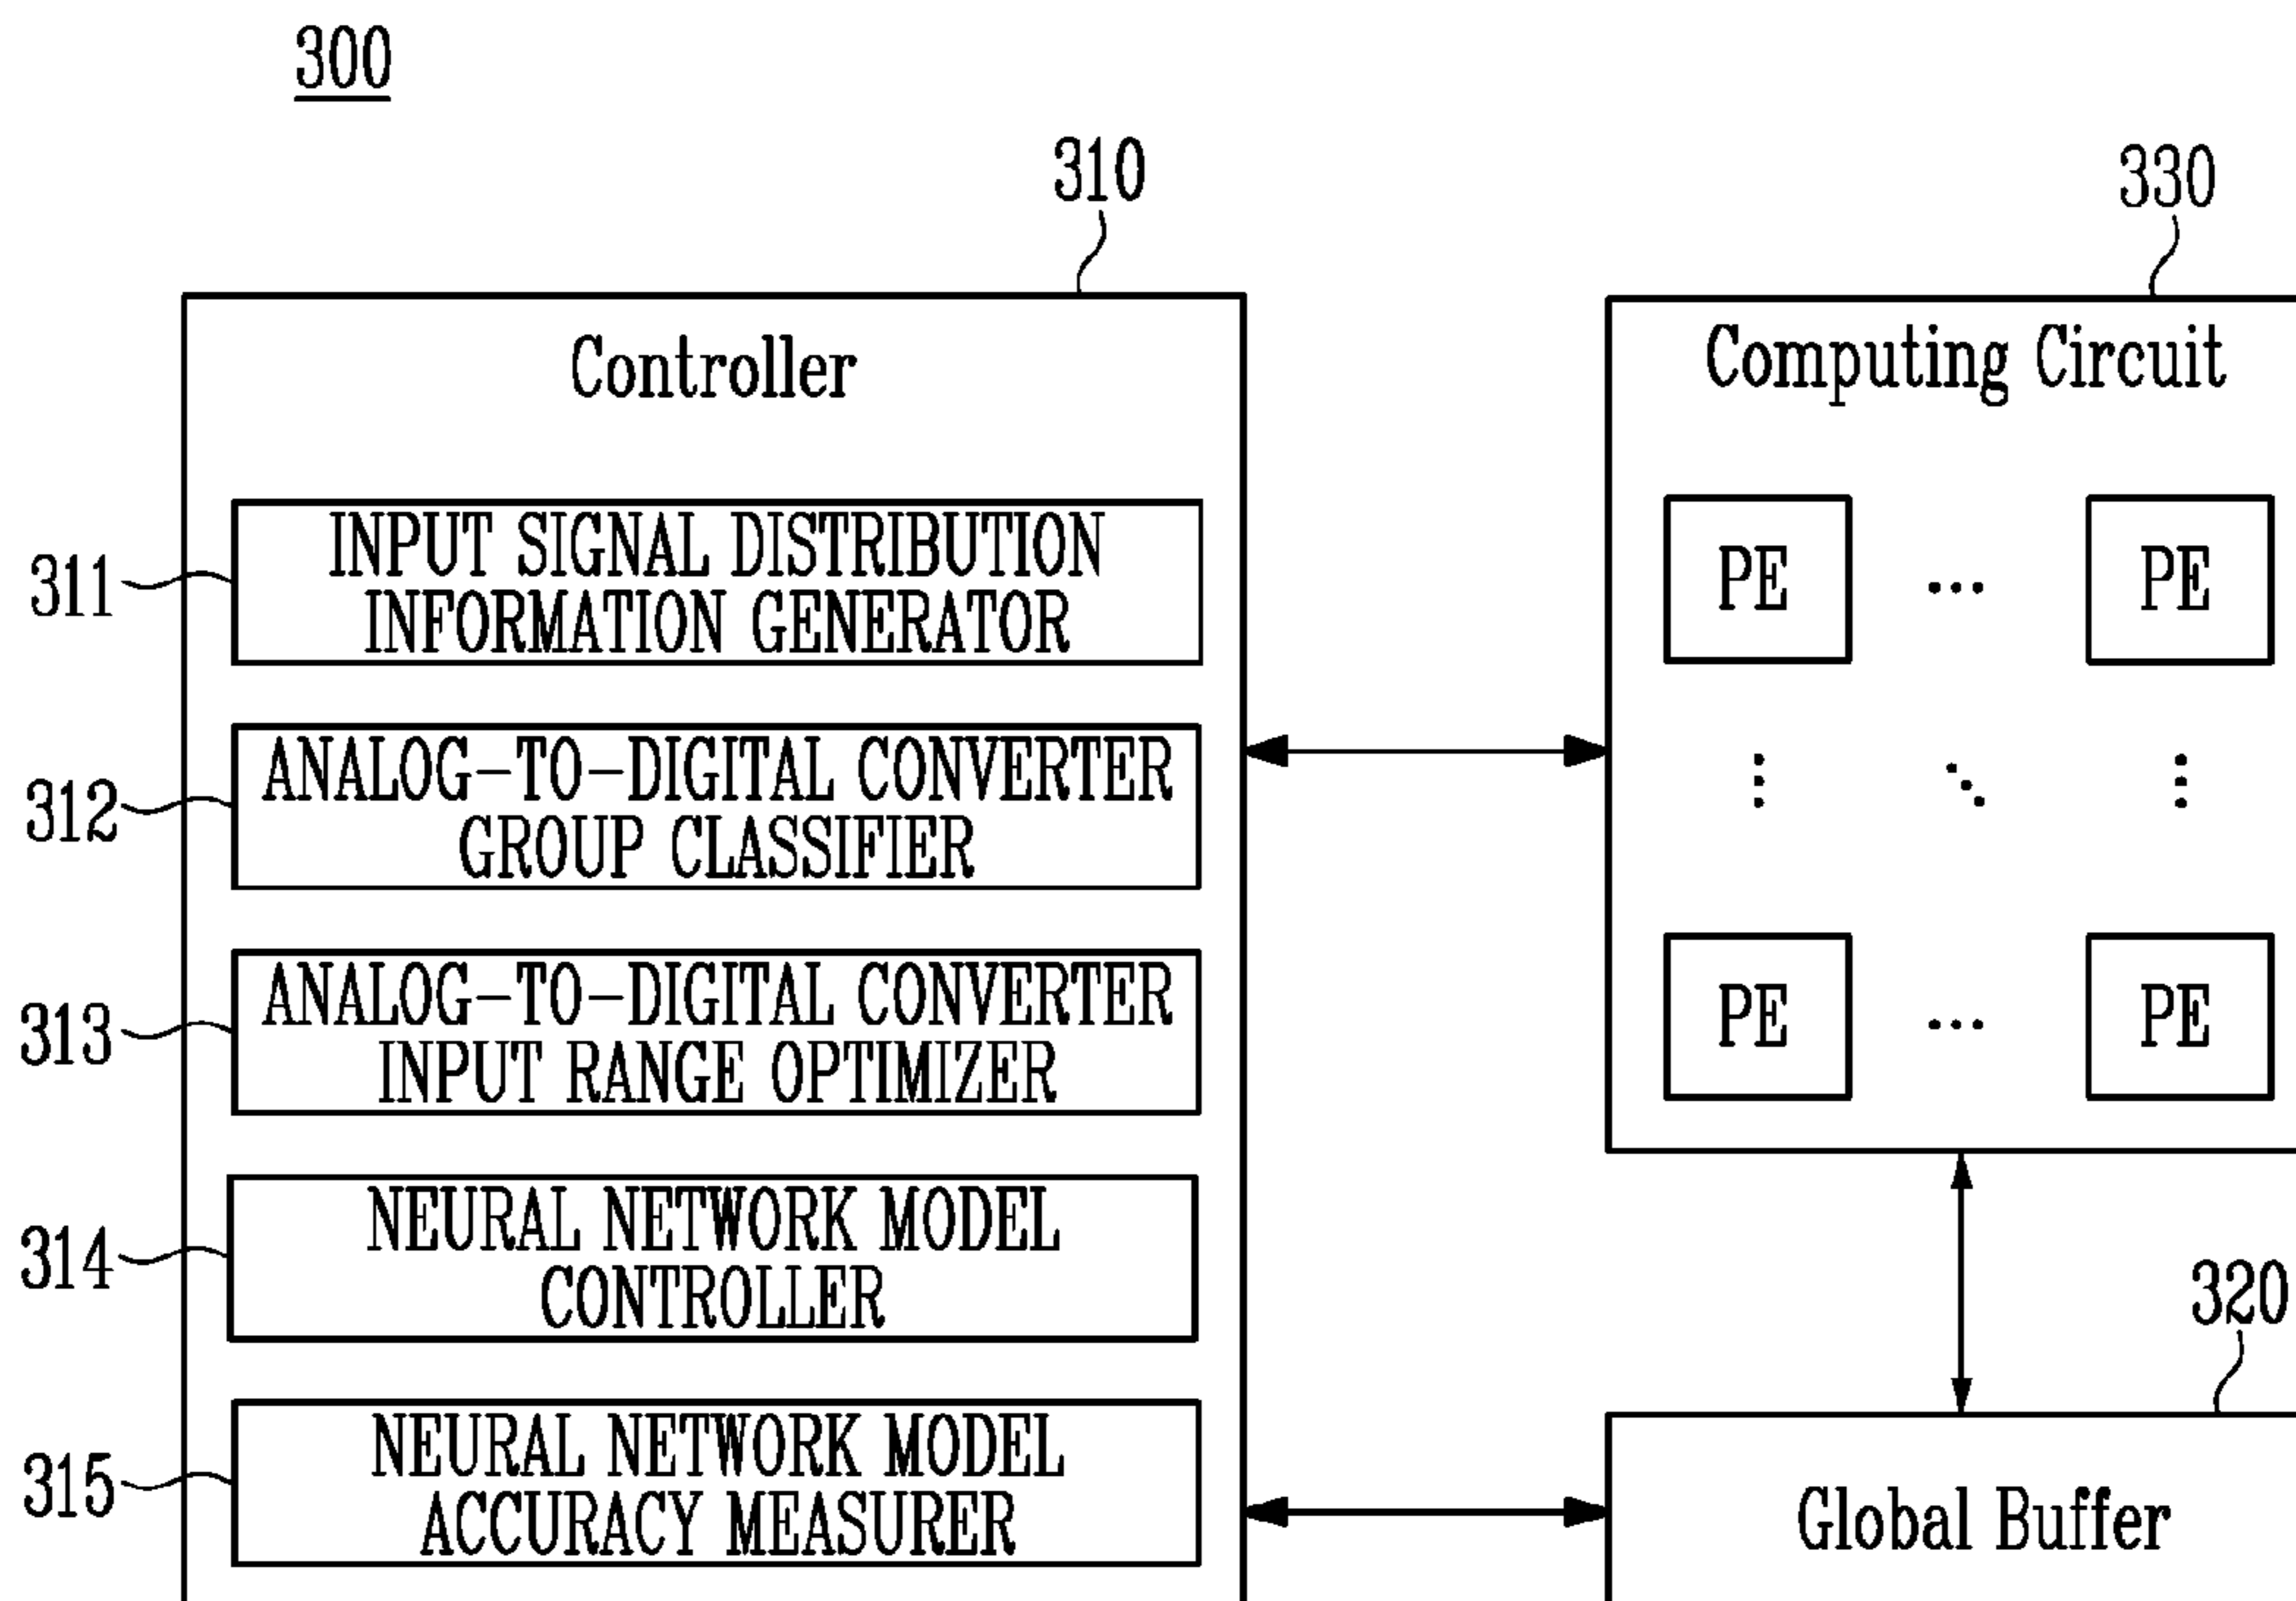 300
310
330
Controller
Computing Circuit
311
INPUT SIGNAL DISTRIBUTION
INFORMATION GENERATOR
312
ANALOG-TO-DIGITAL CONVERTER
GROUP CLASSIFIER
313
ANALOG-TO-DIGITAL CONVERTER
INPUT RANGE OPTIMIZER
314
NEURAL NETWORK MODEL
CONTROLLER
315
NEURAL NETWORK MODEL
ACCURACY MEASURER
PE ... PE
PE ... PE
320
Global Buffer